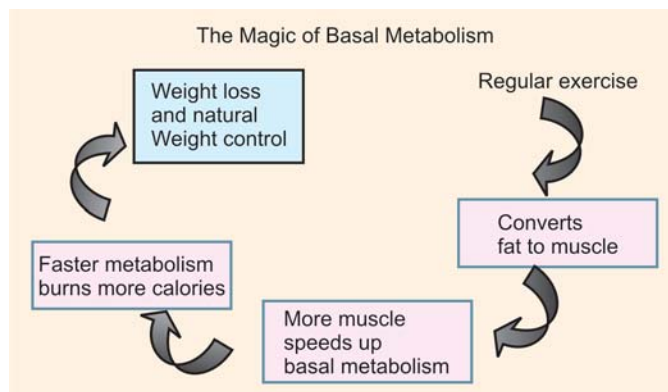 The Magic of Basal Metabolism
Regular exercise
Converts
fat to muscle
More muscle
speeds up
basal metabolism
Faster metabolism
burns more calories
Weight loss
and natural
Weight control